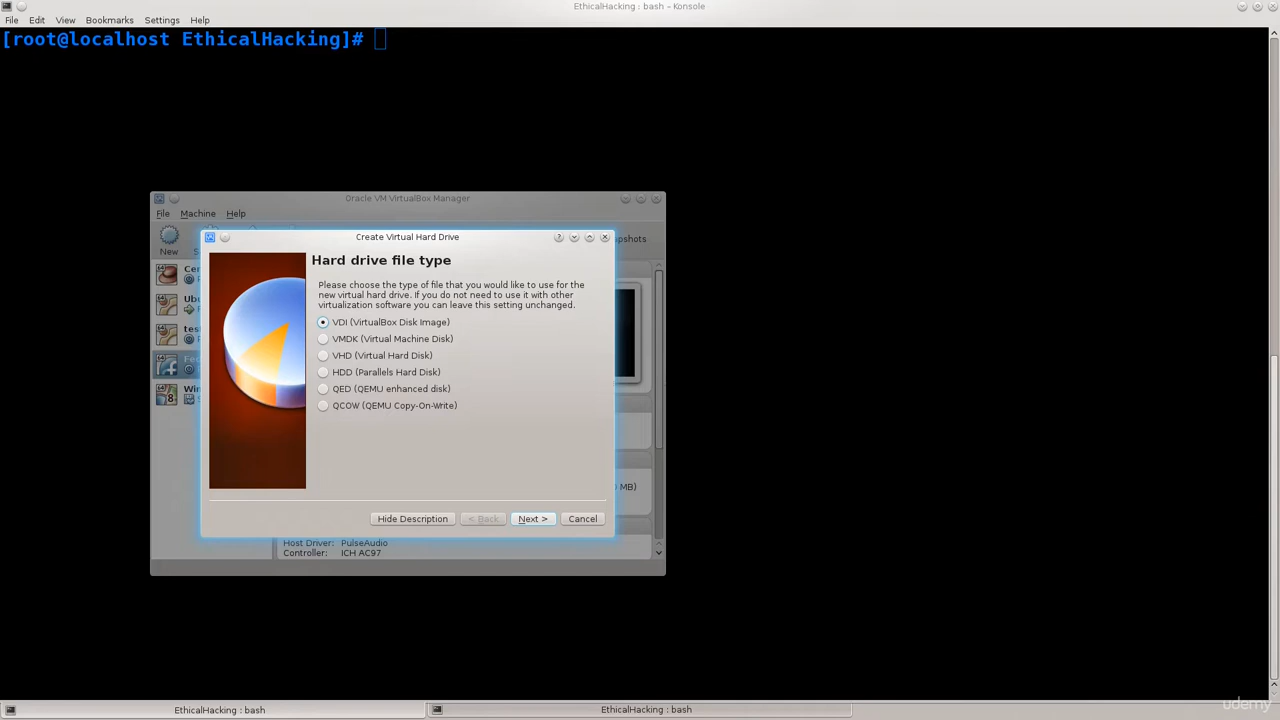 EthicalHacking : bash – Konsole
File Edit View Bookmarks Settings Help
[root@localhost EthicalHacking]#
Oracle VM VirtualBox Manager
File Machine Help
New
Create Virtual Hard Drive
Hard drive file type
Please choose the type of file that you would like to use for the
new virtual hard drive. If you do not need to use it with other
virtualization software you can leave this setting unchanged.
VDI (VirtualBox Disk Image)
VMDK (Virtual Machine Disk)
VHD (Virtual Hard Disk)
HDD (Parallels Hard Disk)
QED (QEMU enhanced disk)
QCOW (QEMU Copy-On-Write)
MB)
Hide Description < Back Next > Cancel
Host Driver: PulseAudio
Controller: ICH AC97
EthicalHacking : bash EthicalHacking : bash
udemy